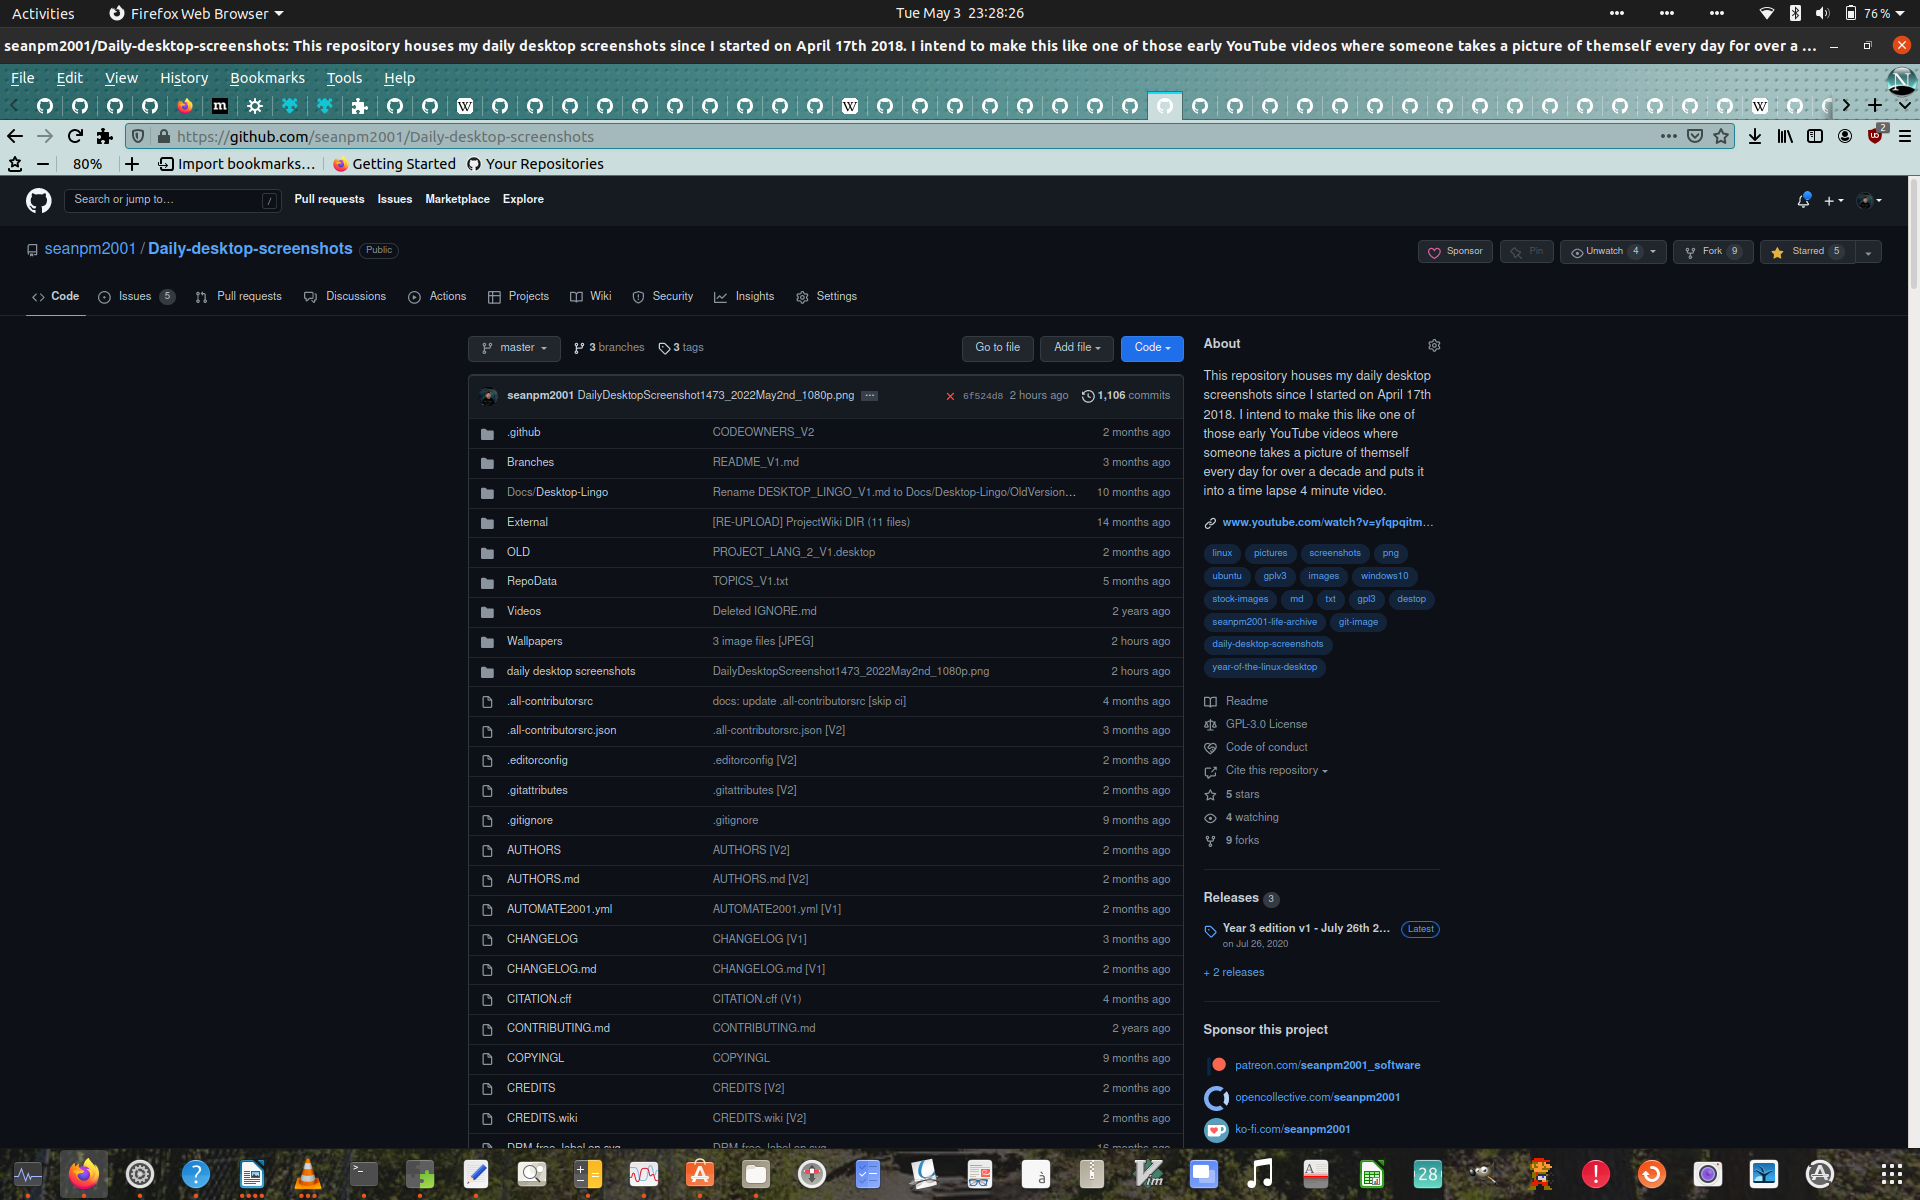 Activities Firefox Web Browser Tue May 3 23:28:26 76 %
seanpm2001/Daily-desktop-screenshots: This repository houses my daily desktop screenshots since I started on April 17th 2018. I intend to make this like one of those early YouTube videos where someone takes a picture of themself every day for over a ...
File Edit View History Bookmarks Tools Help
https://github.com/seanpm2001/Daily-desktop-screenshots 2
80% Import bookmarks... Getting Started Your Repositories
Search or jump to... / Pull requests Issues Marketplace Explore
seanpm2001 / Daily-desktop-screenshots Public Sponsor Pin Unwatch 4 Fork 9 Starred 5
Code Issues 5 Pull requests Discussions Actions Projects Wiki Security Insights Settings
master 3 branches 3 tags Go to file Add file Code
seanpm2001 DailyDesktopScreenshot1473_2022May2nd_1080p.png ... 6f524d8 2 hours ago 1,106 commits
.github CODEOWNERS_V2 2 months ago
Branches README_V1.md 3 months ago
Docs/Desktop-Lingo Rename DESKTOP_LINGO_V1.md to Docs/Desktop-Lingo/OldVersion... 10 months ago
External [RE-UPLOAD] ProjectWiki DIR (11 files) 14 months ago
OLD PROJECT_LANG_2_V1.desktop 2 months ago
RepoData TOPICS_V1.txt 5 months ago
Videos Deleted IGNORE.md 2 years ago
Wallpapers 3 image files [JPEG] 2 hours ago
daily desktop screenshots DailyDesktopScreenshot1473_2022May2nd_1080p.png 2 hours ago
.all-contributorsrc docs: update .all-contributorsrc [skip ci] 4 months ago
.all-contributorsrc.json .all-contributorsrc.json [V2] 3 months ago
.editorconfig .editorconfig [V2] 2 months ago
.gitattributes .gitattributes [V2] 2 months ago
.gitignore .gitignore 9 months ago
AUTHORS AUTHORS [V2] 2 months ago
AUTHORS.md AUTHORS.md [V2] 2 months ago
AUTOMATE2001.yml AUTOMATE2001.yml [V1] 2 months ago
CHANGELOG CHANGELOG [V1] 3 months ago
CHANGELOG.md CHANGELOG.md [V1] 2 months ago
CITATION.cff CITATION.cff (V1) 4 months ago
CONTRIBUTING.md CONTRIBUTING.md 2 years ago
COPYINGL COPYINGL 9 months ago
CREDITS CREDITS [V2] 2 months ago
CREDITS.wiki CREDITS.wiki [V2] 2 months ago
About
This repository houses my daily desktop
screenshots since I started on April 17th
2018. I intend to make this like one of
those early YouTube videos where
someone takes a picture of themself
every day for over a decade and puts it
into a time lapse 4 minute video.
www.youtube.com/watch?v=yfqpqitm...
linux pictures screenshots png
ubuntu gplv3 images windows10
stock-images md txt gpl3 destop
seanpm2001-life-archive git-image
daily-desktop-screenshots
year-of-the-linux-desktop
Readme
GPL-3.0 License
Code of conduct
Cite this repository
5 stars
4 watching
9 forks
Releases 3
Year 3 edition v1 - July 26th 2... Latest
on Jul 26, 2020
+ 2 releases
Sponsor this project
patreon.com/seanpm2001_software
opencollective.com/seanpm2001
ko-fi.com/seanpm2001
28